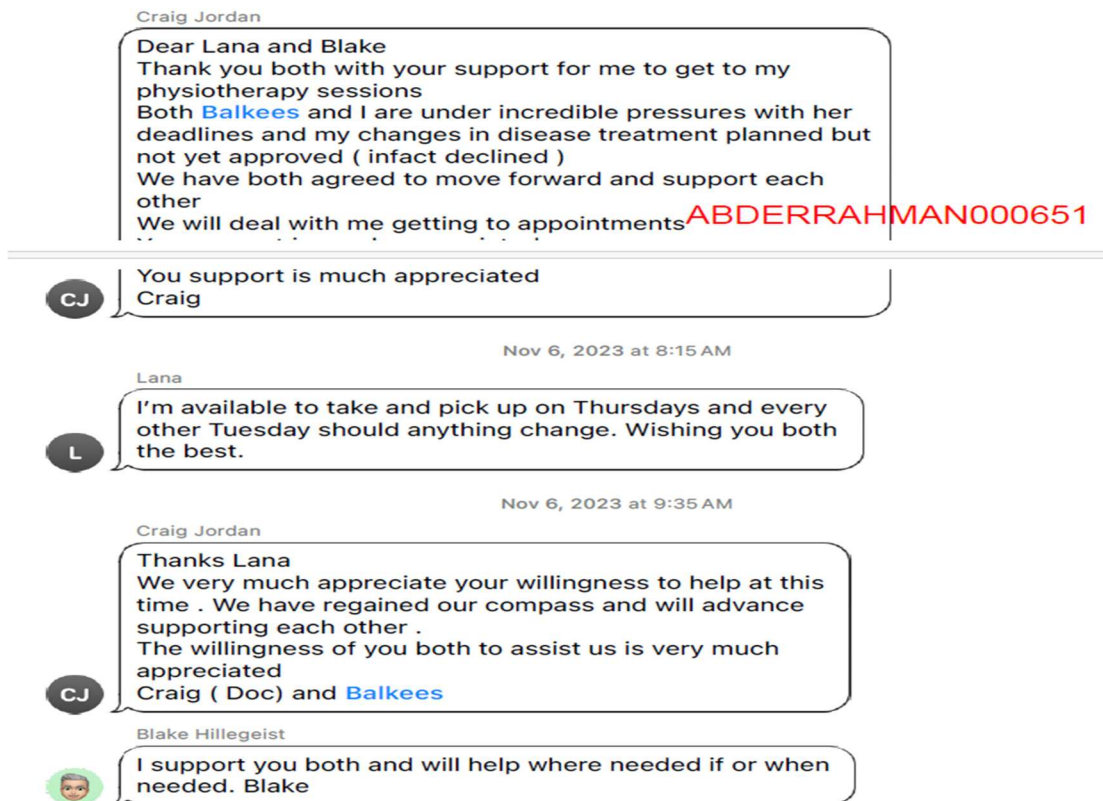 Craig Jordan
Dear Lana and Blake
Thank you both with your support for me to get to my
physiotherapy sessions
Both Balkees and I are under incredible pressures with her
deadlines and my changes in disease treatment planned but
not yet approved ( infact declined )
We have both agreed to move forward and support each
other
We will deal with me getting to appointments
ABDERRAHMAN000651
You support is much appreciated
CJ
Craig
Nov 6, 2023 at 8:15 AM
Lana
I'm available to take and pick up on Thursdays and every
other Tuesday should anything change. Wishing you both
L
the best.
Nov 6, 2023 at 9:35 AM
Craig Jordan
Thanks Lana
We very much appreciate your willingness to help at this
time . We have regained our compass and will advance
supporting each other .
The willingness of you both to assist us is very much
appreciated
CJ
Craig ( Doc) and Balkees
Blake Hillegeist
I support you both and will help where needed if or when
needed. Blake